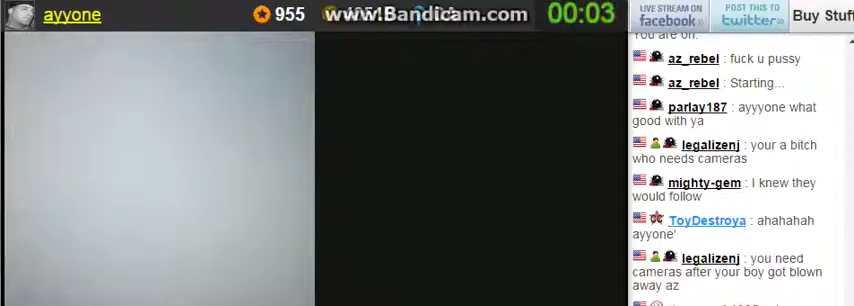 ayyone 955 www.Bandicam.com 00:03
LIVE STREAM ON facebook»
POST THIS TO twitter»
Buy Stuff
You are on.
az_rebel : fuck u pussy
az_rebel : Starting...
parlay187 : ayyyone what
good with ya
legalizenj : your a bitch
who needs cameras
mighty-gem : I knew they
would follow
ToyDestroya : ahahahah
ayyone'
legalizenj : you need
cameras after your boy got blown
away az